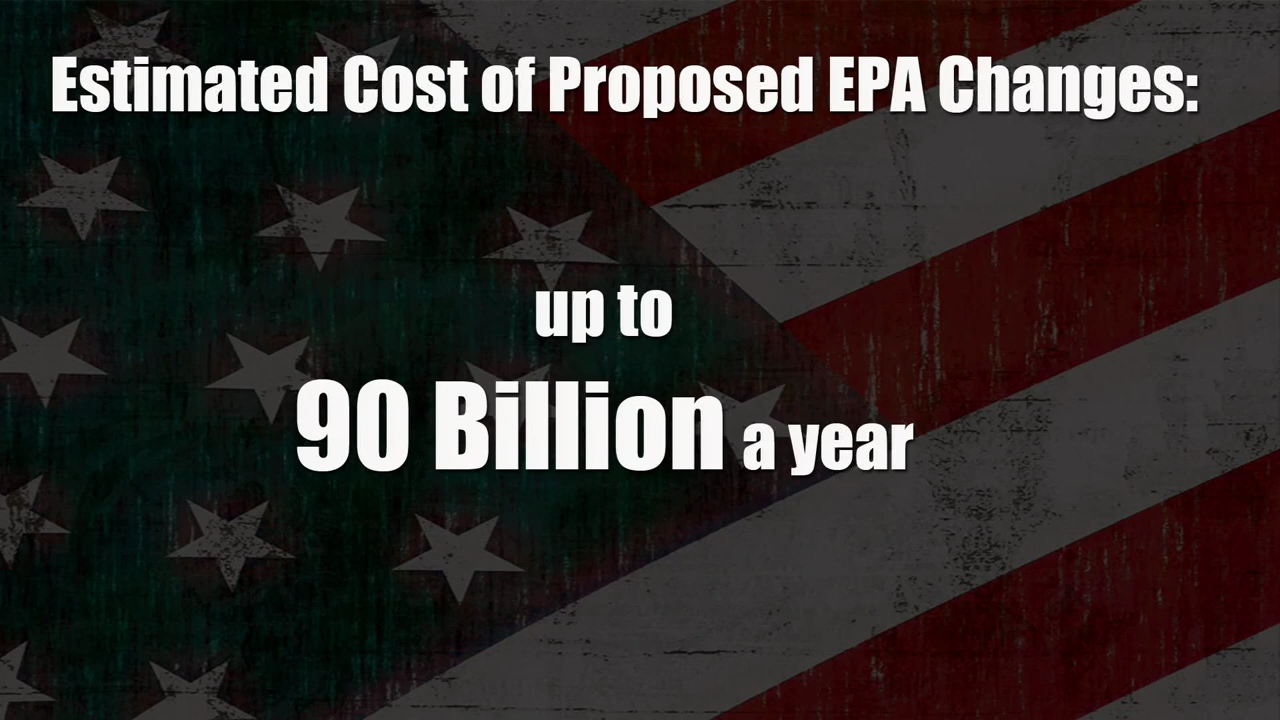 Estimated Cost of Proposed EPA Changes:
up to
90 Billion a year